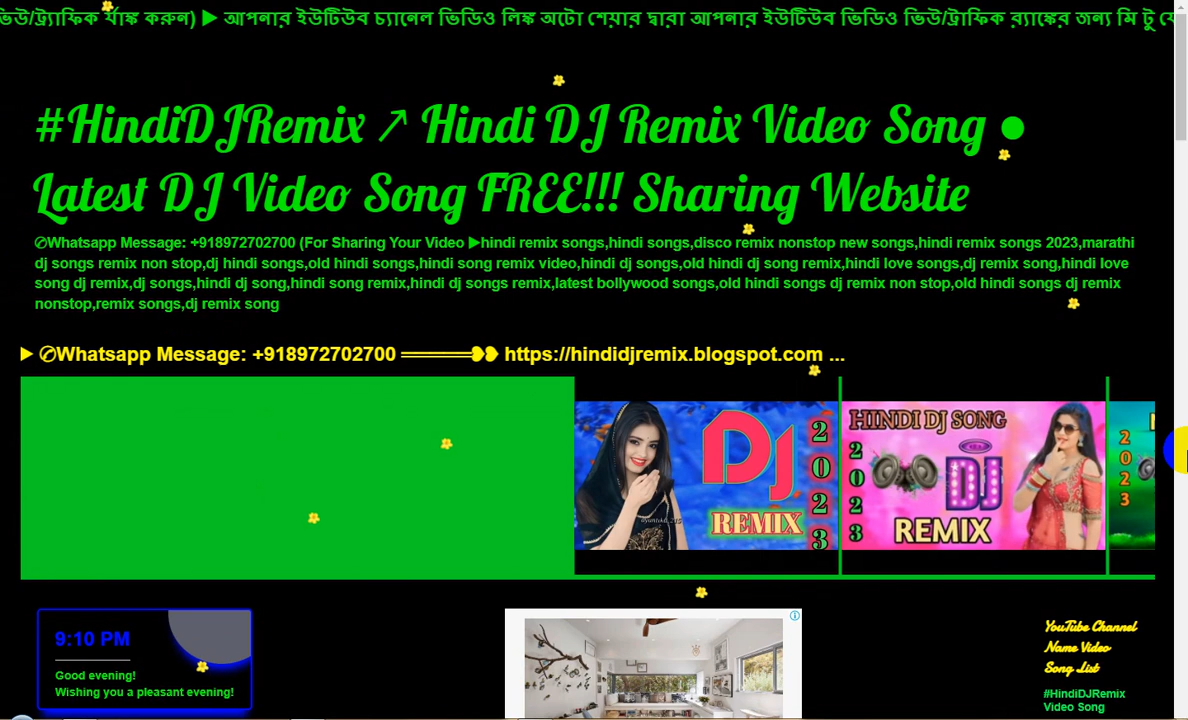 ভিউ/ট্র্যাফিক র্যাঙ্ক করুন) ▶ আপনার ইউটিউব চ্যানেল ভিডিও লিঙ্ক অটো শেয়ার দ্বারা আপনার ইউটিউব ভিডিও ভিউ/ট্রাফিক র‍্যাঙ্কের জন্য মি টু
#HindiDJRemix ↗ Hindi DJ Remix Video Song ●
Latest DJ Video Song FREE!!! Sharing Website
✆Whatsapp Message: +918972702700 (For Sharing Your Video ▶hindi remix songs,hindi songs,disco remix nonstop new songs,hindi remix songs 2023,marathi
dj songs remix non stop,dj hindi songs,old hindi songs,hindi song remix video,hindi dj songs,old hindi dj song remix,hindi love songs,dj remix song,hindi love
song dj remix,dj songs,hindi dj song,hindi song remix,hindi dj songs remix,latest bollywood songs,old hindi songs dj remix non stop,old hindi songs dj remix
nonstop,remix songs,dj remix song
▶ ✆Whatsapp Message: +918972702700 ═══════❥❥ https://hindidjremix.blogspot.com ...
DJ
REMIX
2023
HINDI DJ SONG
2023
DJ
REMIX
2023
9:10 PM
Good evening!
Wishing you a pleasant evening!
YouTube Channel
Name Video
Song List
#HindiDJRemix
Video Song